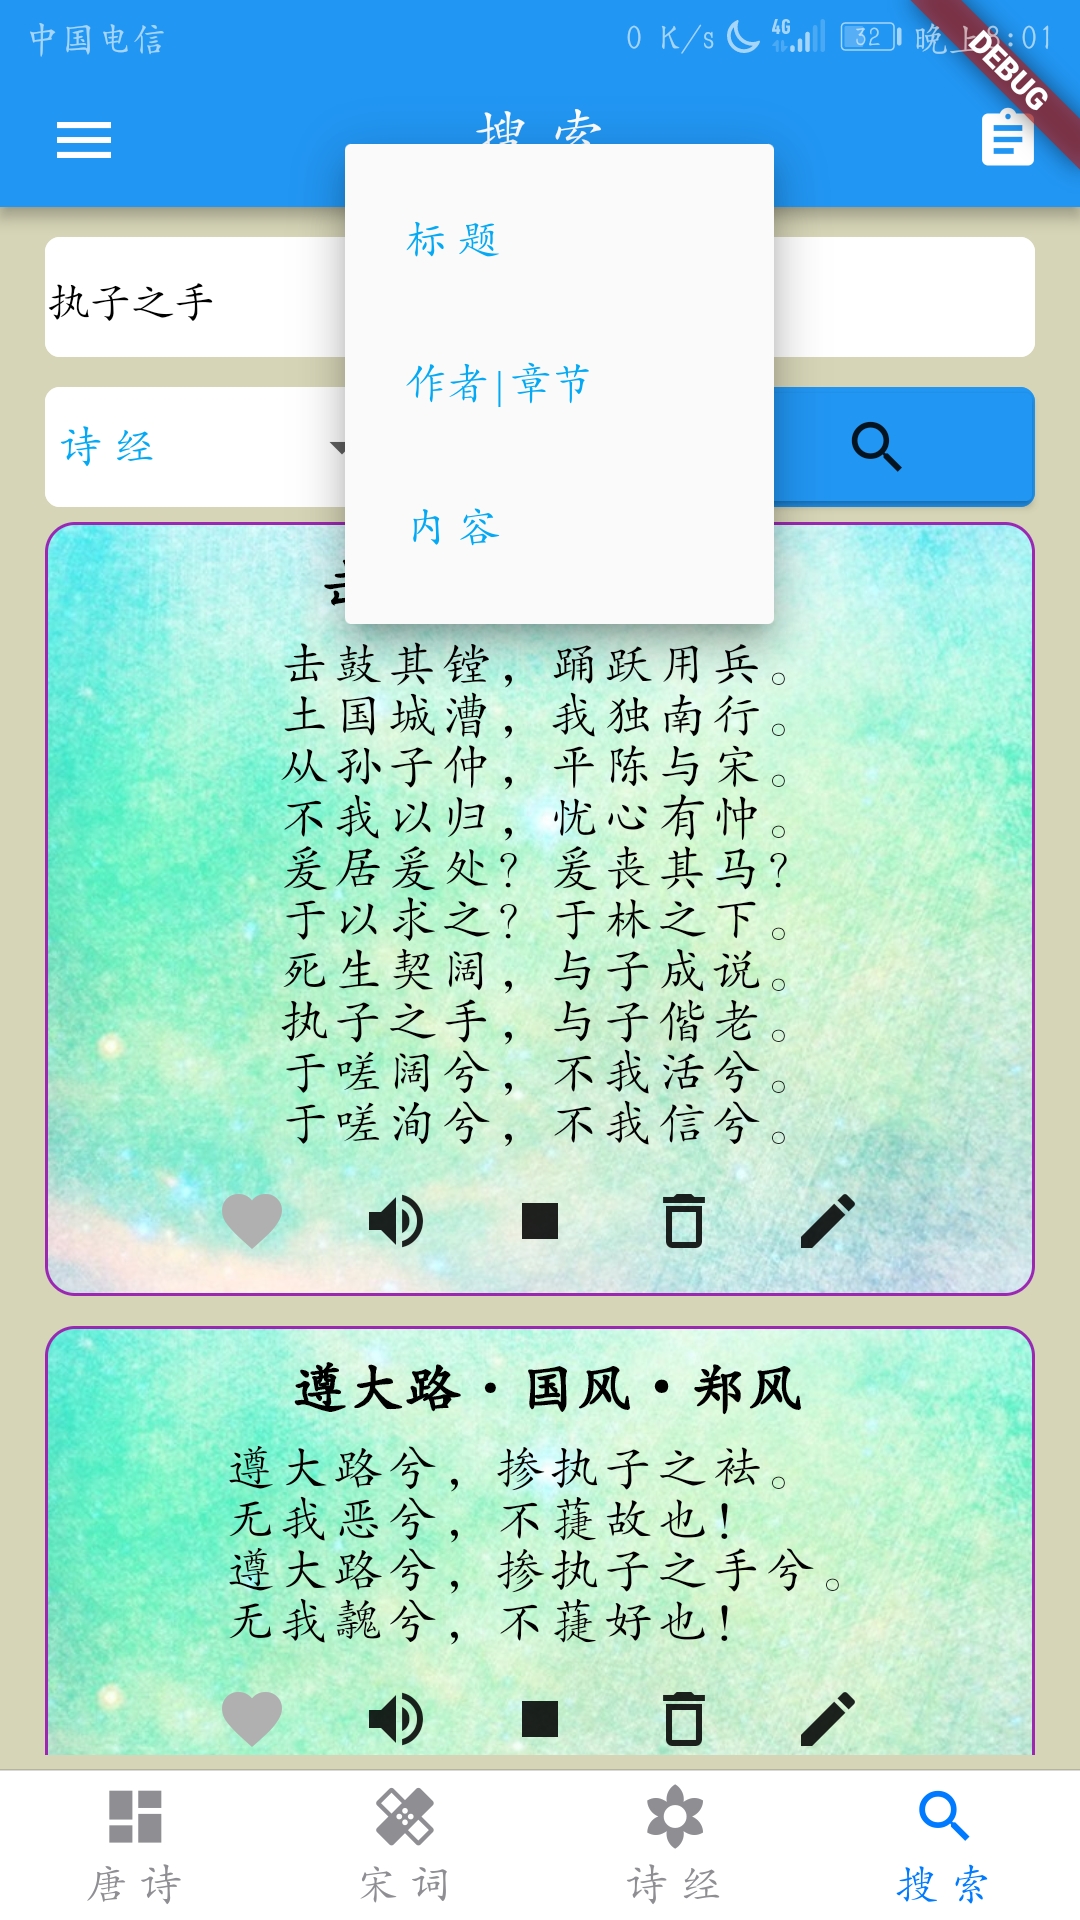 中国电信
0 K/s 4G 32 晚上8:01
DEBUG
搜 索
标 题
作者|章节
内 容
执子之手
诗 经
击鼓其镗，踊跃用兵。
土国城漕，我独南行。
从孙子仲，平陈与宋。
不我以归，忧心有忡。
爰居爰处？爰丧其马？
于以求之？于林之下。
死生契阔，与子成说。
执子之手，与子偕老。
于嗟阔兮，不我活兮。
于嗟洵兮，不我信兮。
遵大路·国风·郑风
遵大路兮，掺执子之祛。
无我恶兮，不寁故也！
遵大路兮，掺执子之手兮。
无我魗兮，不寁好也！
唐 诗
宋 词
诗 经
搜 索